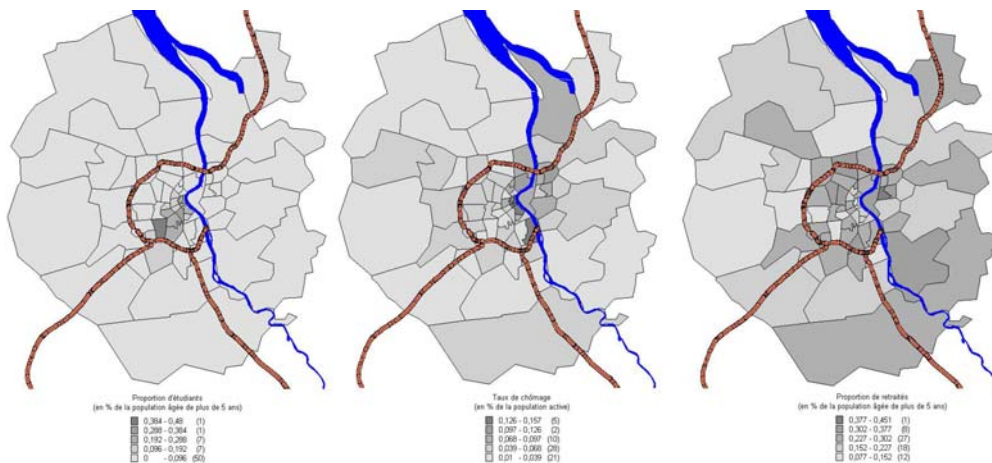 Proportion d'étudiants
(en % de la population âgée de plus de 5 ans)
0,384 - 0,48 (1)
0,288 - 0,384 (1)
0,192 - 0,288 (7)
0,096 - 0,192 (7)
0 - 0,096 (50)
Taux de chômage
(en % de la population active)
0,126 - 0,157 (5)
0,097 - 0,126 (2)
0,068 - 0,097 (10)
0,039 - 0,068 (28)
0,01 - 0,039 (21)
Proportion de retraités
(en % de la population âgée de plus de 5 ans)
0,377 - 0,451 (1)
0,302 - 0,377 (8)
0,227 - 0,302 (27)
0,152 - 0,227 (18)
0,077 - 0,152 (12)